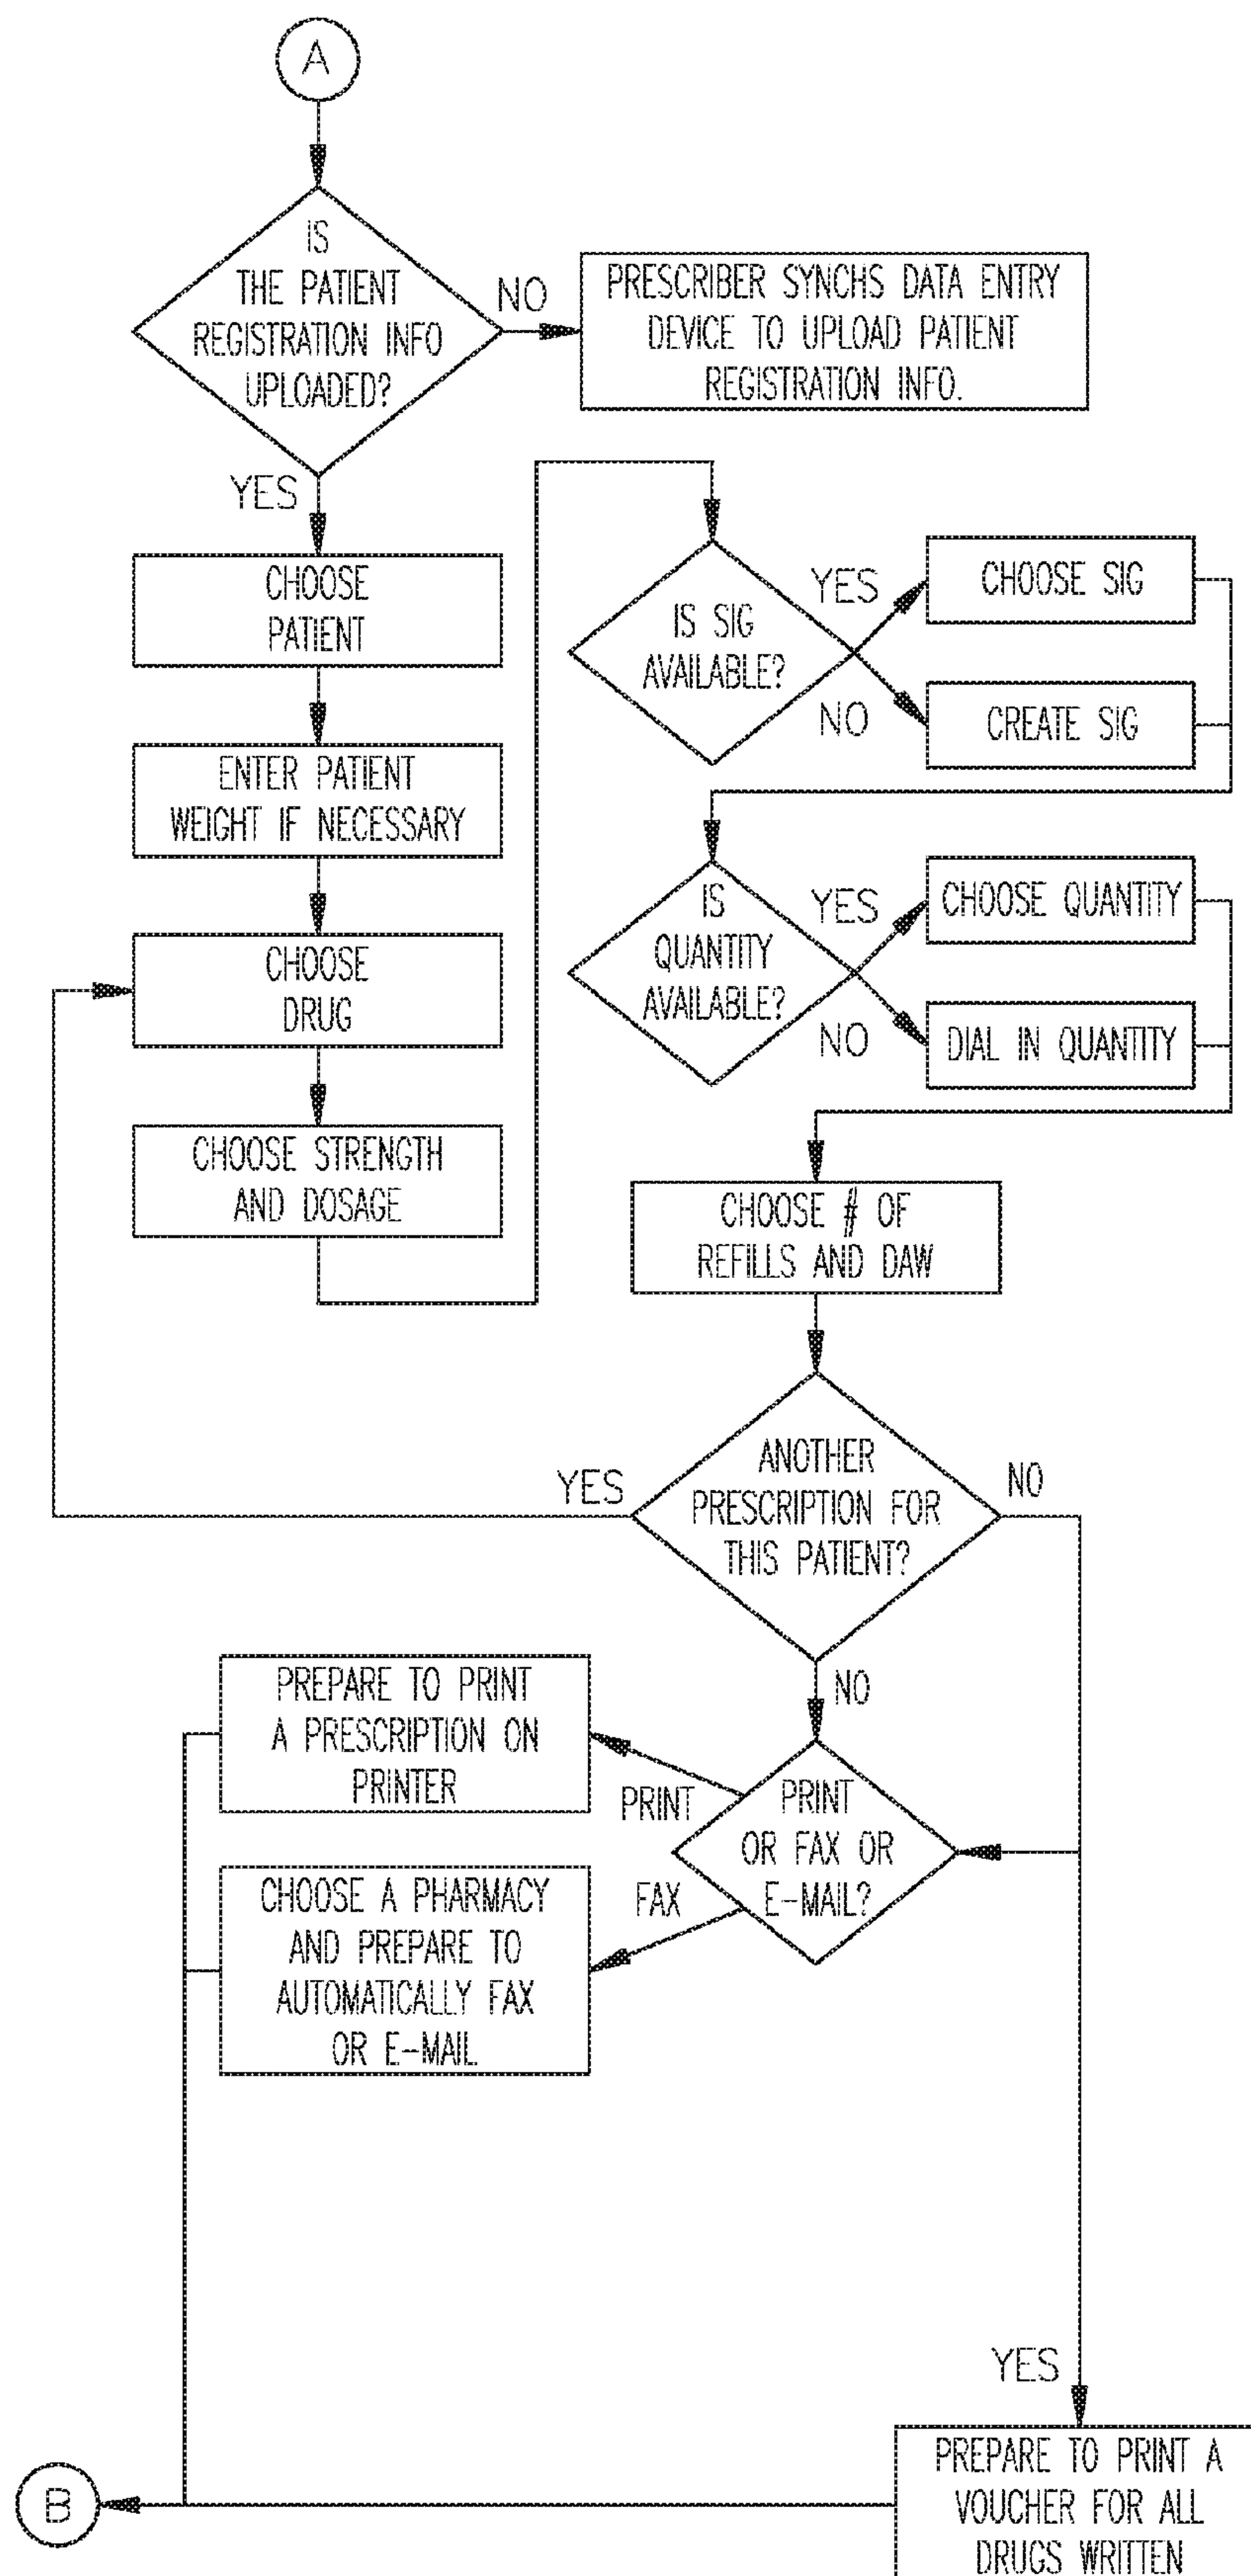 A
IS
THE PATIENT
REGISTRATION INFO
UPLOADED?
NO
PRESCRIBER SYNCHS DATA ENTRY
DEVICE TO UPLOAD PATIENT
REGISTRATION INFO.
YES
CHOOSE
PATIENT
ENTER PATIENT
WEIGHT IF NECESSARY
CHOOSE
DRUG
CHOOSE STRENGTH
AND DOSAGE
IS SIG
AVAILABLE?
YES
CHOOSE SIG
NO
CREATE SIG
IS
QUANTITY
AVAILABLE?
YES
CHOOSE QUANTITY
NO
DIAL IN QUANTITY
CHOOSE # OF
REFILLS AND DAW
ANOTHER
PRESCRIPTION FOR
THIS PATIENT?
YES
NO
NO
PRINT
OR FAX OR
E-MAIL?
PRINT
PREPARE TO PRINT
A PRESCRIPTION ON
PRINTER
FAX
CHOOSE A PHARMACY
AND PREPARE TO
AUTOMATICALLY FAX
OR E-MAIL
YES
PREPARE TO PRINT A
VOUCHER FOR ALL
DRUGS WRITTEN
B